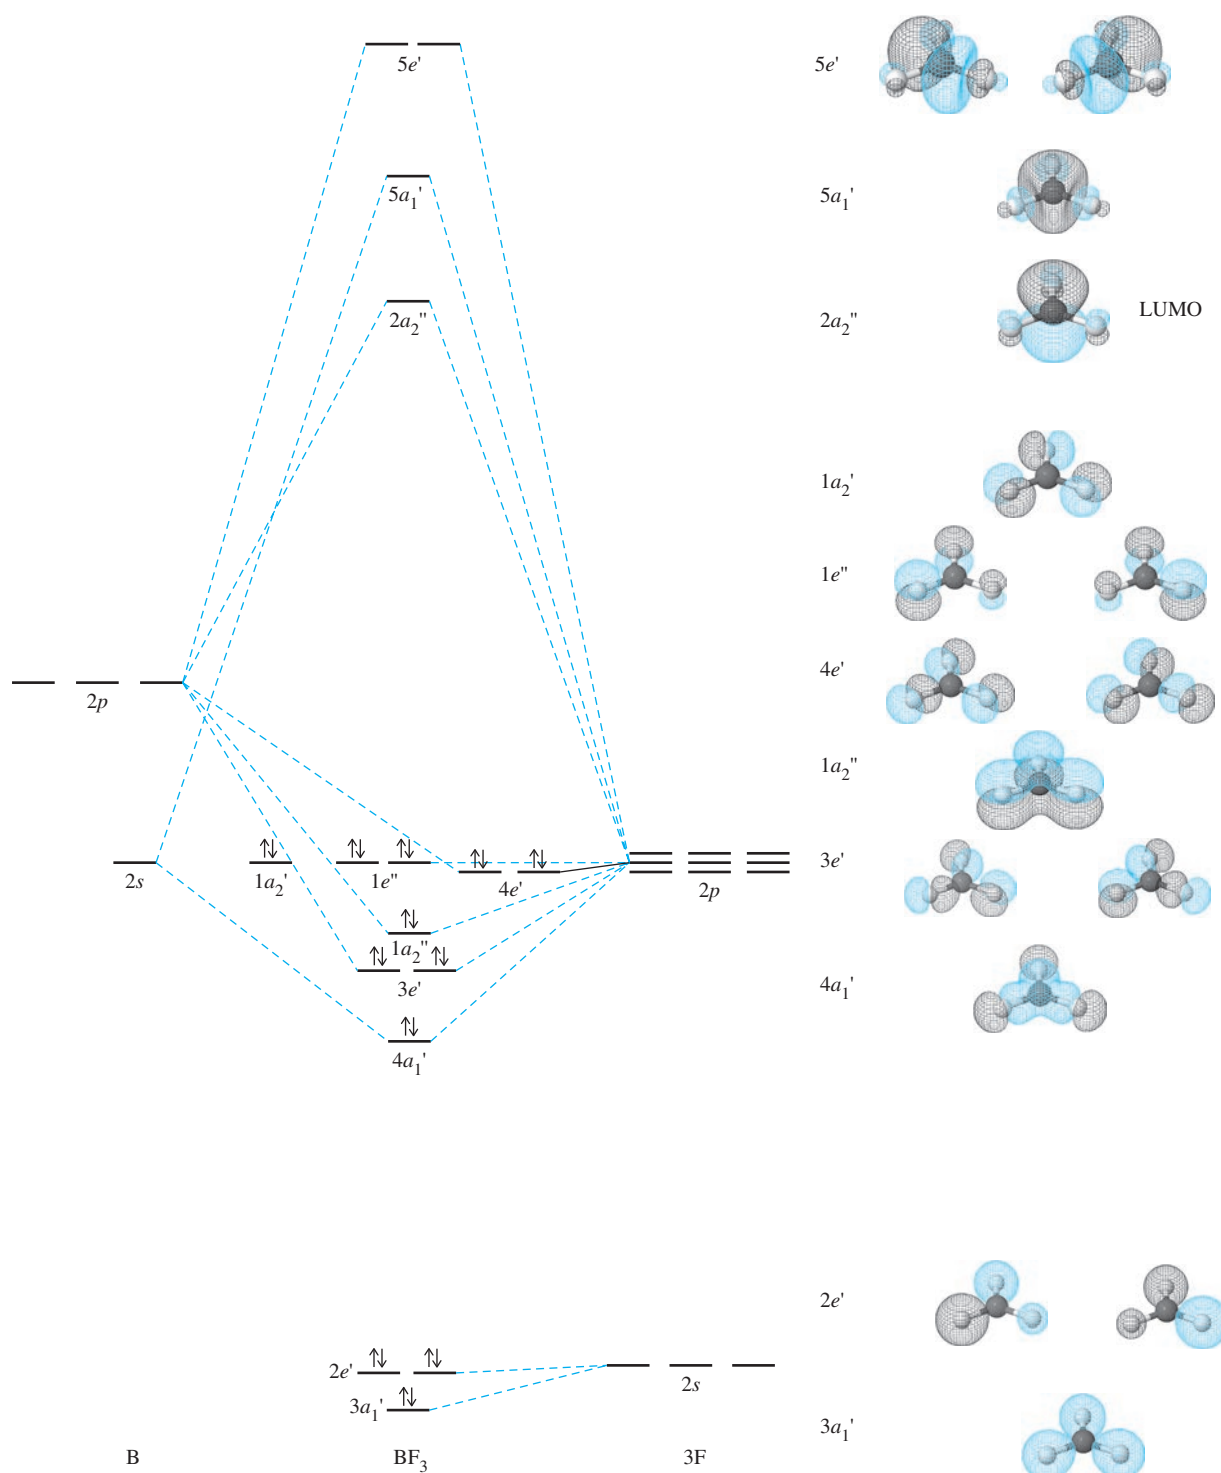 5e'
5a₁'
2a₂"
2p
2s
1a₂'
1e"
4e'
2p
1a₂"
3e'
4a₁'
2e'
2s
3a₁'
B
BF₃
3F
5e'
5a₁'
2a₂"
LUMO
1a₂'
1e"
4e'
1a₂"
3e'
4a₁'
2e'
3a₁'